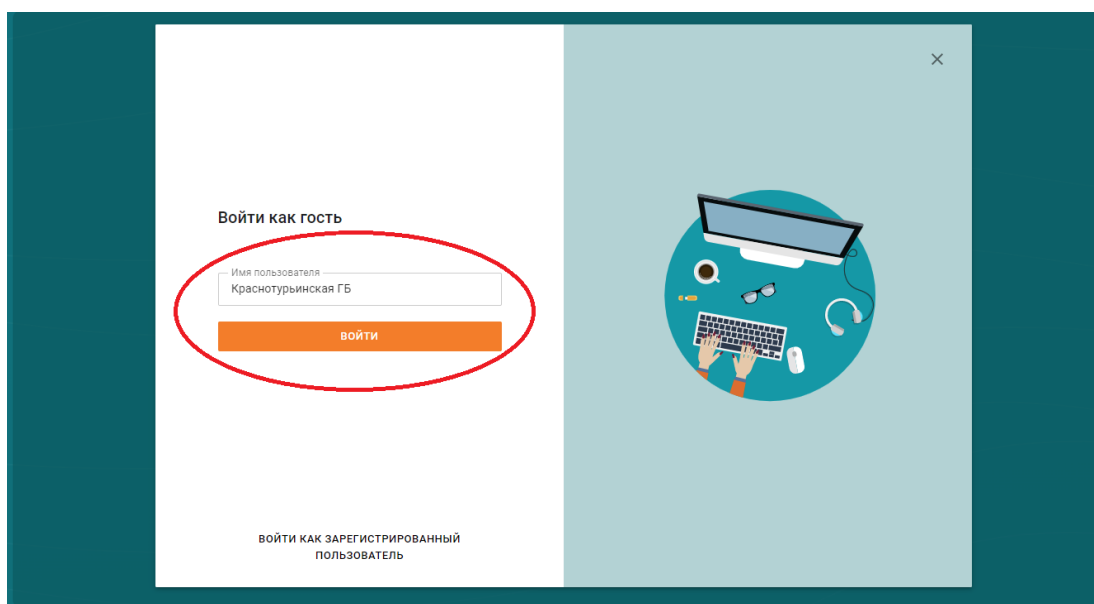 Войти как гость
Имя пользователя
Краснотурьинская ГБ
ВОЙТИ
ВОЙТИ КАК ЗАРЕГИСТРИРОВАННЫЙ
ПОЛЬЗОВАТЕЛЬ